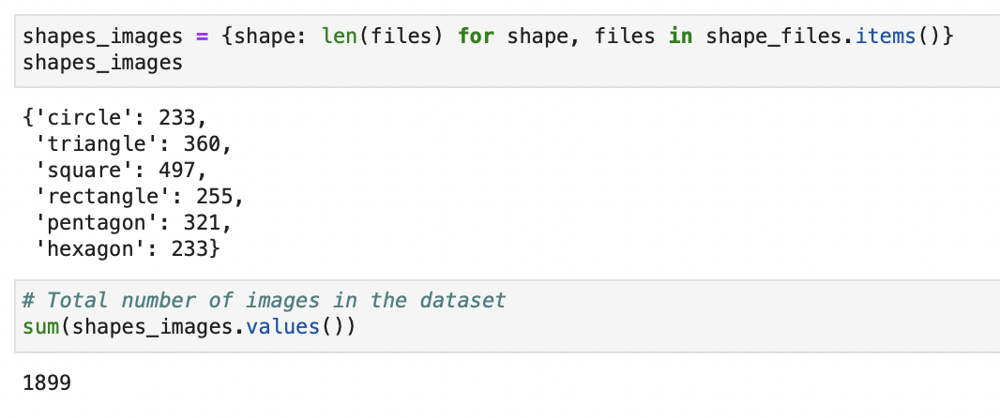 shapes_images = {shape: len(files) for shape, files in shape_files.items()}
shapes_images
{'circle': 233,
 'triangle': 360,
 'square': 497,
 'rectangle': 255,
 'pentagon': 321,
 'hexagon': 233}
# Total number of images in the dataset
sum(shapes_images.values())
1899